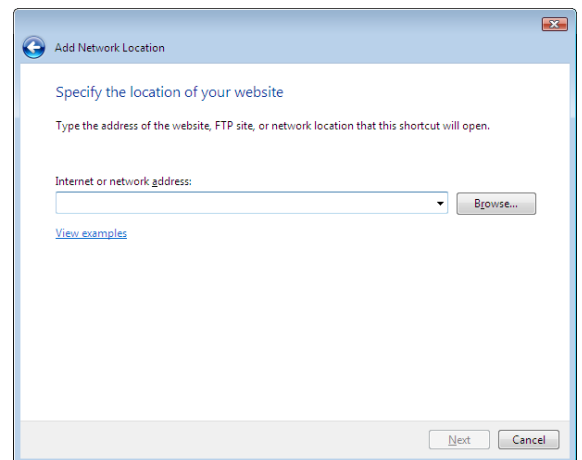 Add Network Location
Specify the location of your website
Type the address of the website, FTP site, or network location that this shortcut will open.
Internet or network address:
Browse...
View examples
Next
Cancel